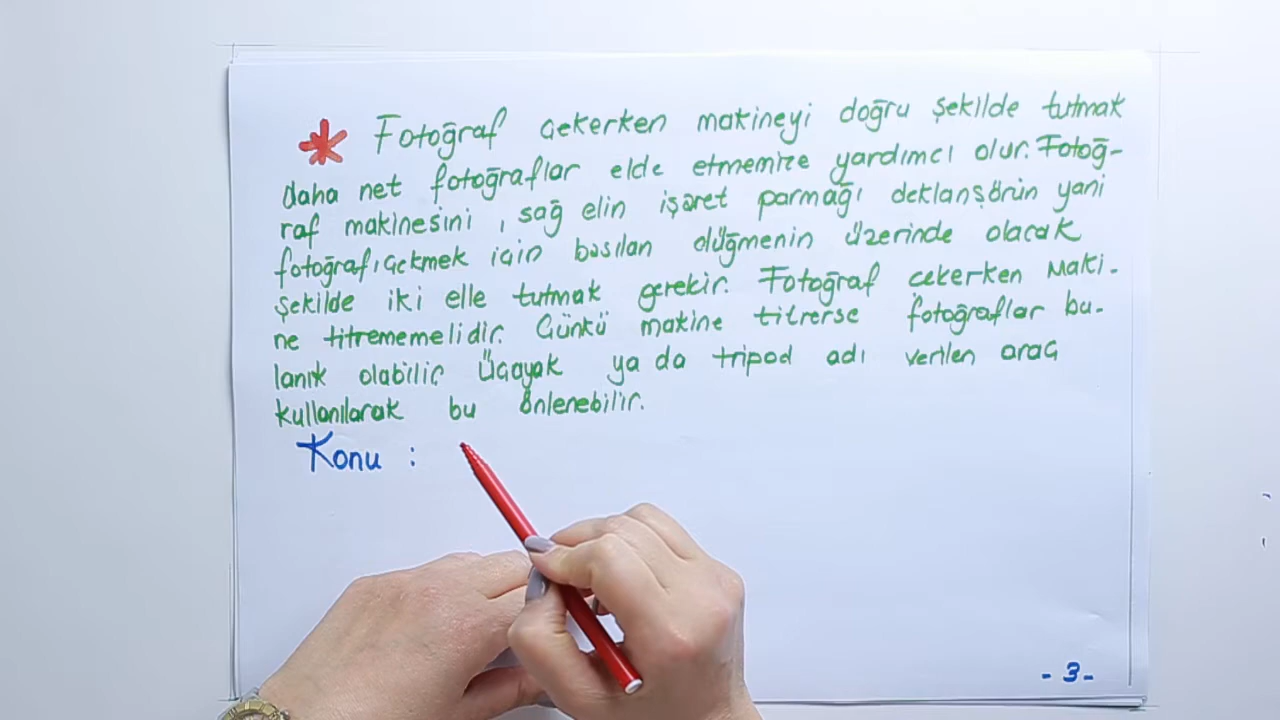 * Fotoğraf çekerken makineyi doğru şekilde tutmak
daha net fotoğraflar elde etmemize yardımcı olur. Fotoğ-
raf makinesini, sağ elin işaret parmağı deklanşörün yani
fotoğrafı çekmek için basılan düğmenin üzerinde olacak
şekilde iki elle tutmak gerekir. Fotoğraf çekerken maki-
ne titrememelidir. Çünkü makine titrerse fotoğraflar bu-
lanık olabilir Üçayak ya da tripod adı verilen araç
kullanılarak bu önlenebilir.
Konu :
- 3 -